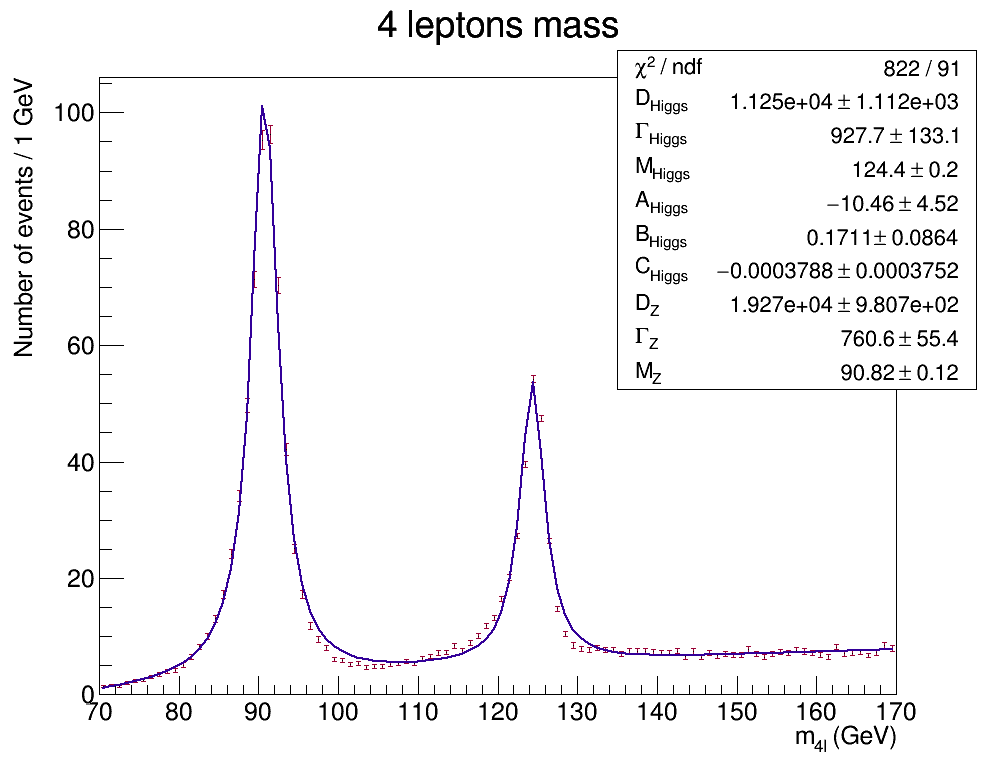 4 leptons mass
Number of events / 1 GeV
χ² / ndf 822 / 91
D_Higgs 1.125e+04 ± 1.112e+03
Γ_Higgs 927.7 ± 133.1
M_Higgs 124.4 ± 0.2
A_Higgs −10.46 ± 4.52
B_Higgs 0.1711 ± 0.0864
C_Higgs −0.0003788 ± 0.0003752
D_Z 1.927e+04 ± 9.807e+02
Γ_Z 760.6 ± 55.4
M_Z 90.82 ± 0.12
100
80
60
40
20
0
70 80 90 100 110 120 130 140 150 160 170
m_4l (GeV)